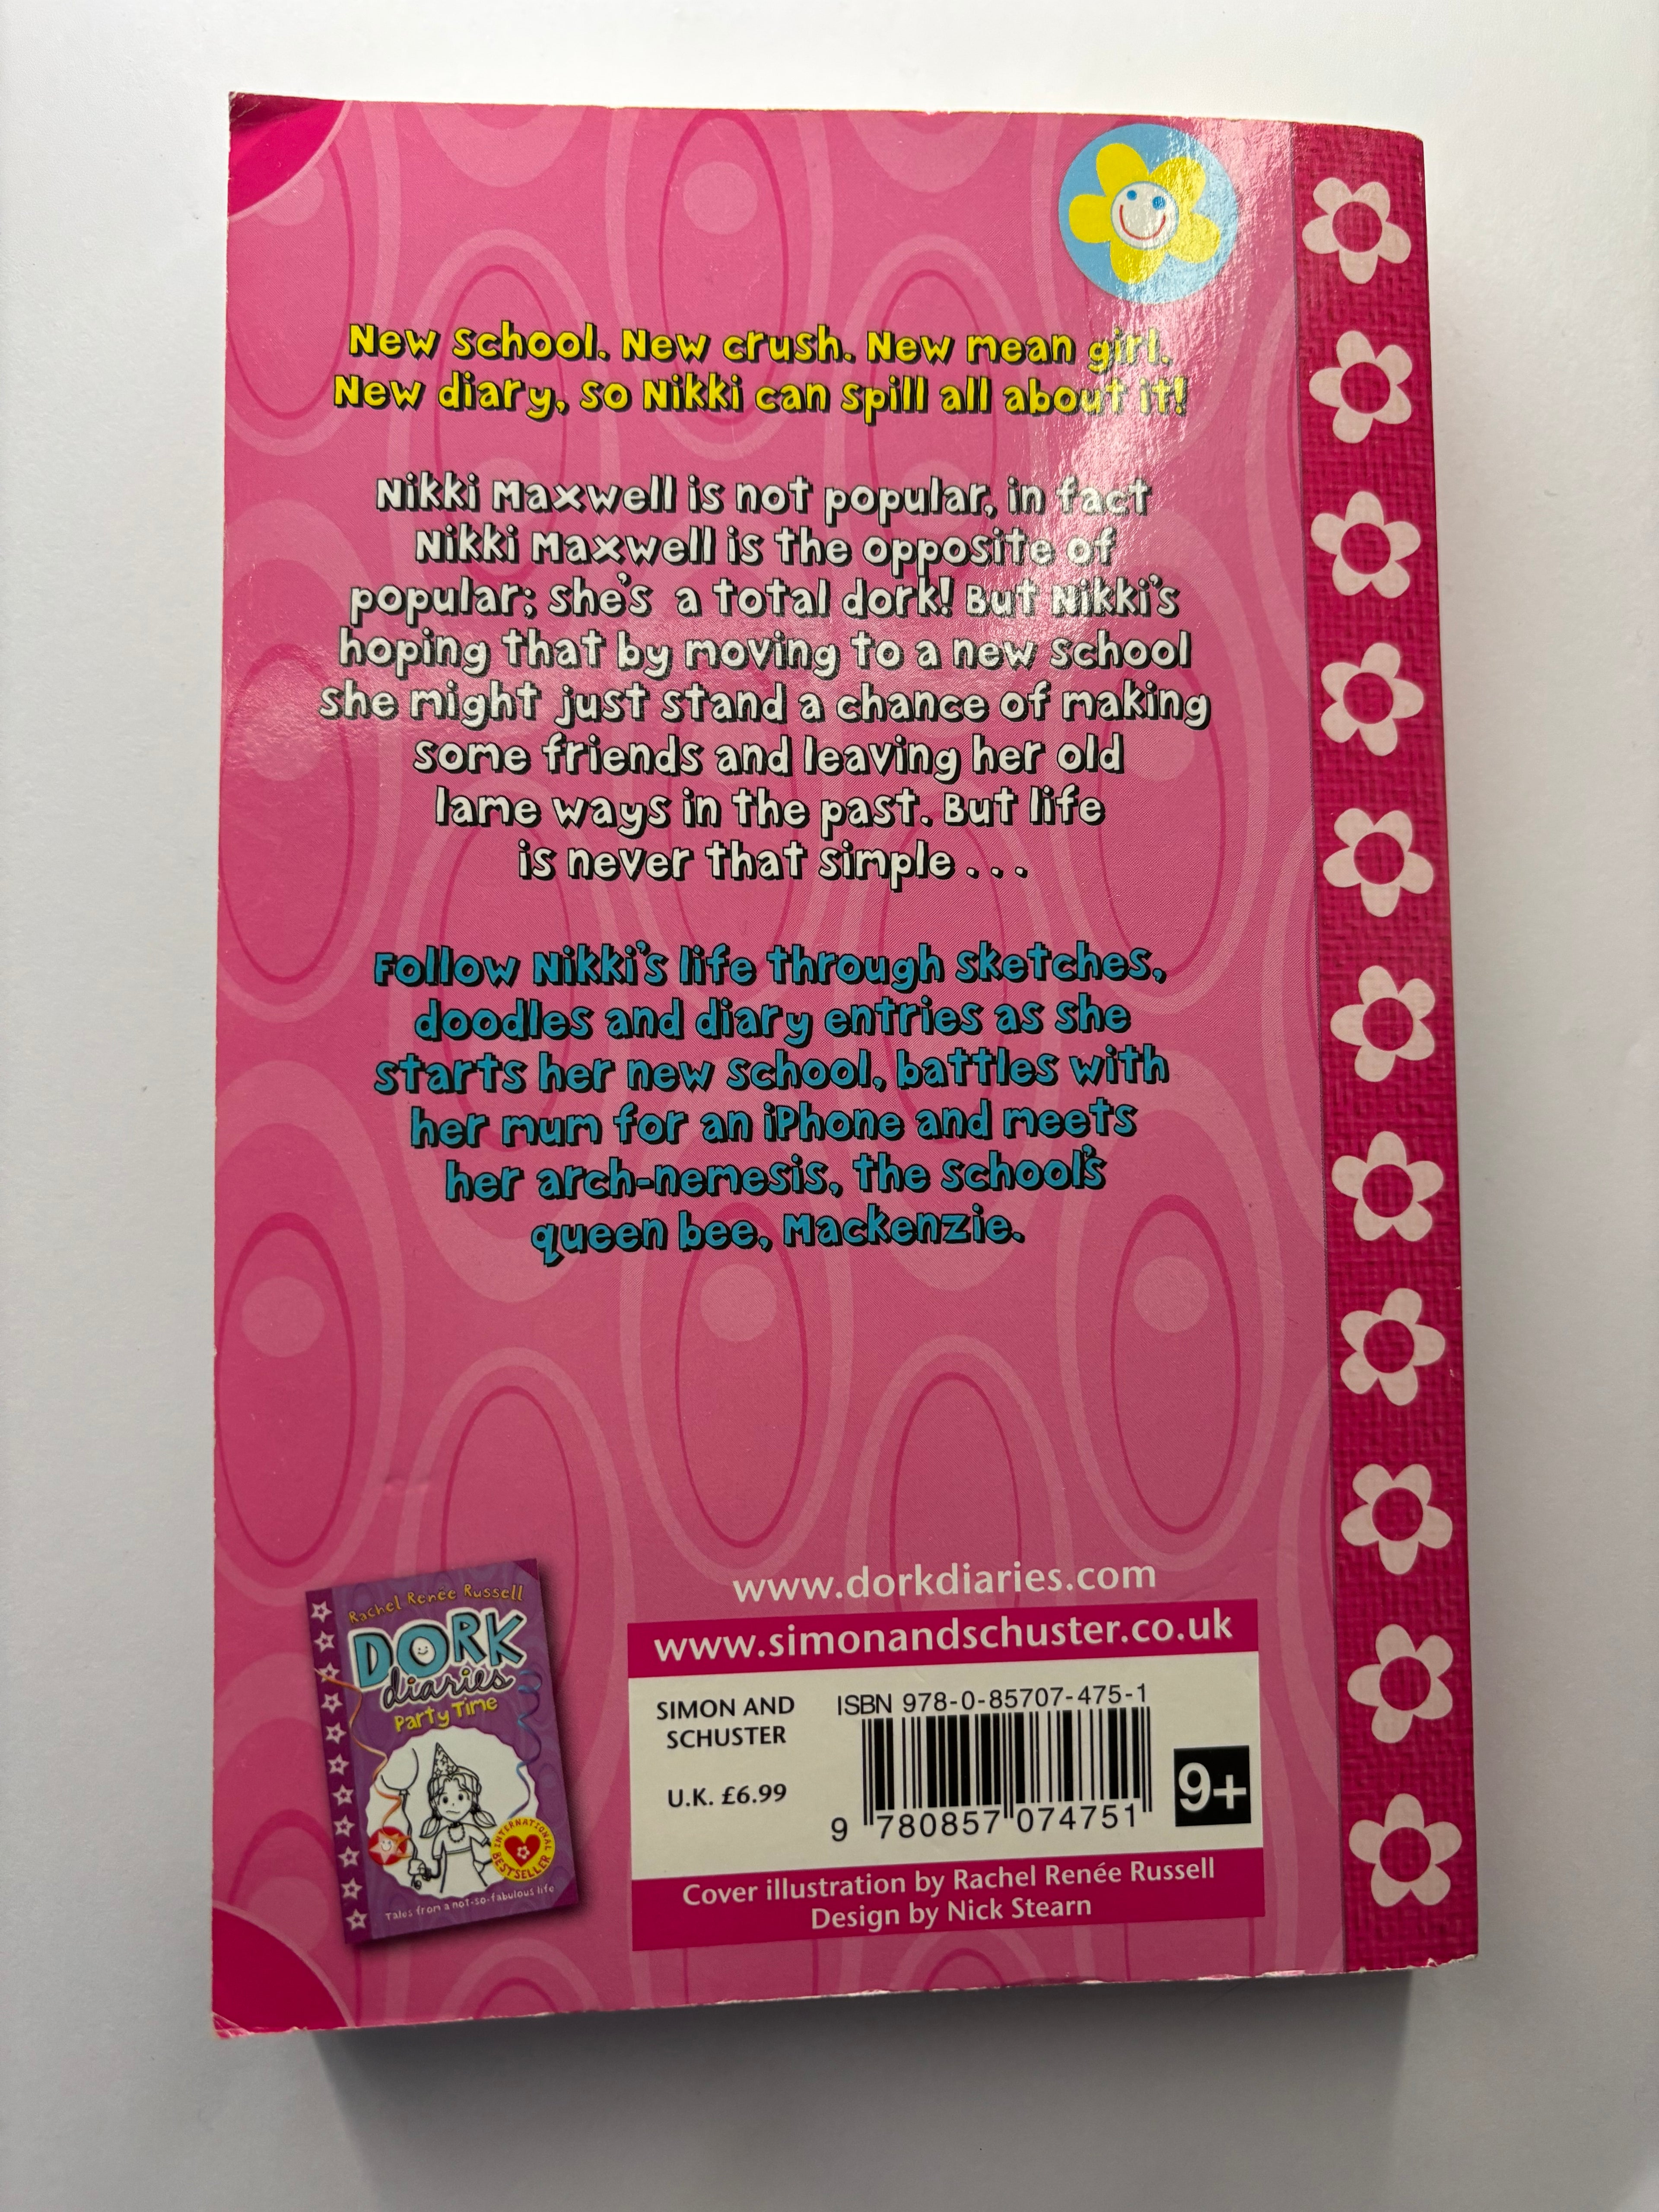 New school. New crush. New mean girl.
New diary, so Nikki can spill all about it!
Nikki Maxwell is not popular, in fact
Nikki Maxwell is the opposite of
popular; she's a total dork! But Nikki's
hoping that by moving to a new school
she might just stand a chance of making
some friends and leaving her old
lame ways in the past. But life
is never that simple . . .
Follow Nikki's life through sketches,
doodles and diary entries as she
starts her new school, battles with
her mum for an iPhone and meets
her arch-nemesis, the school's
queen bee, Mackenzie.
Rachel Renée Russell
DORK
diaries
Party Time
INTERNATIONAL
BESTSELLER
Tales from a not-so-fabulous life
www.dorkdiaries.com
www.simonandschuster.co.uk
SIMON AND
SCHUSTER
U.K. £6.99
ISBN 978-0-85707-475-1
9 780857 074751
9+
Cover illustration by Rachel Renée Russell
Design by Nick Stearn